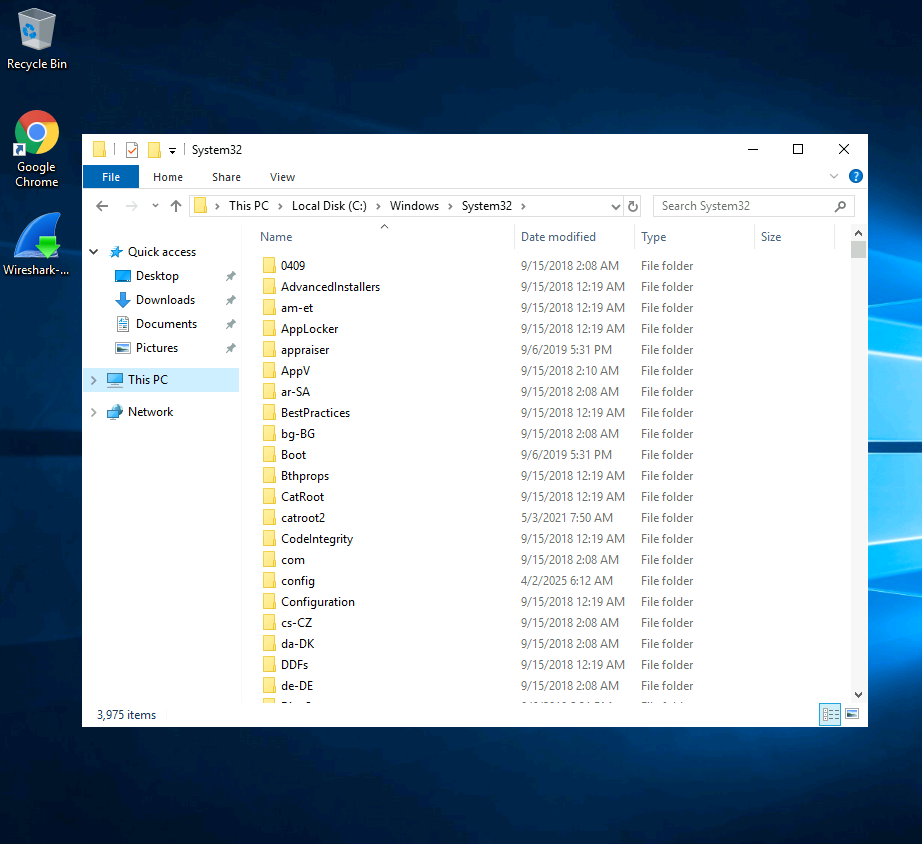 Recycle Bin
Google
Chrome
Wireshark-...
System32
File Home Share View
This PC Local Disk (C:) Windows System32
Search System32
Quick access
Desktop
Downloads
Documents
Pictures
This PC
Network
Name Date modified Type Size
0409 9/15/2018 2:08 AM File folder
AdvancedInstallers 9/15/2018 12:19 AM File folder
am-et 9/15/2018 12:19 AM File folder
AppLocker 9/15/2018 12:19 AM File folder
appraiser 9/6/2019 5:31 PM File folder
AppV 9/15/2018 2:10 AM File folder
ar-SA 9/15/2018 2:08 AM File folder
BestPractices 9/15/2018 12:19 AM File folder
bg-BG 9/15/2018 2:08 AM File folder
Boot 9/6/2019 5:31 PM File folder
Bthprops 9/15/2018 12:19 AM File folder
CatRoot 9/15/2018 12:19 AM File folder
catroot2 5/3/2021 7:50 AM File folder
CodeIntegrity 9/15/2018 12:19 AM File folder
com 9/15/2018 2:08 AM File folder
config 4/2/2025 6:12 AM File folder
Configuration 9/15/2018 12:19 AM File folder
cs-CZ 9/15/2018 2:08 AM File folder
da-DK 9/15/2018 2:08 AM File folder
DDFs 9/15/2018 12:19 AM File folder
de-DE 9/15/2018 2:08 AM File folder
3,975 items